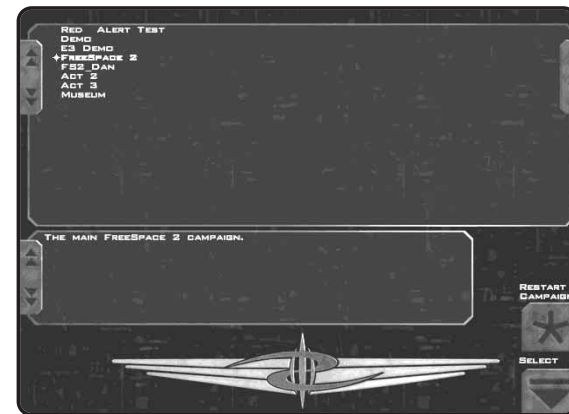 Red Alert Test
Demo
E3 Demo
FreeSpace 2
FS2_Dan
Act 2
Act 3
Museum
The main FreeSpace 2 campaign.
Restart
Campaign
Select